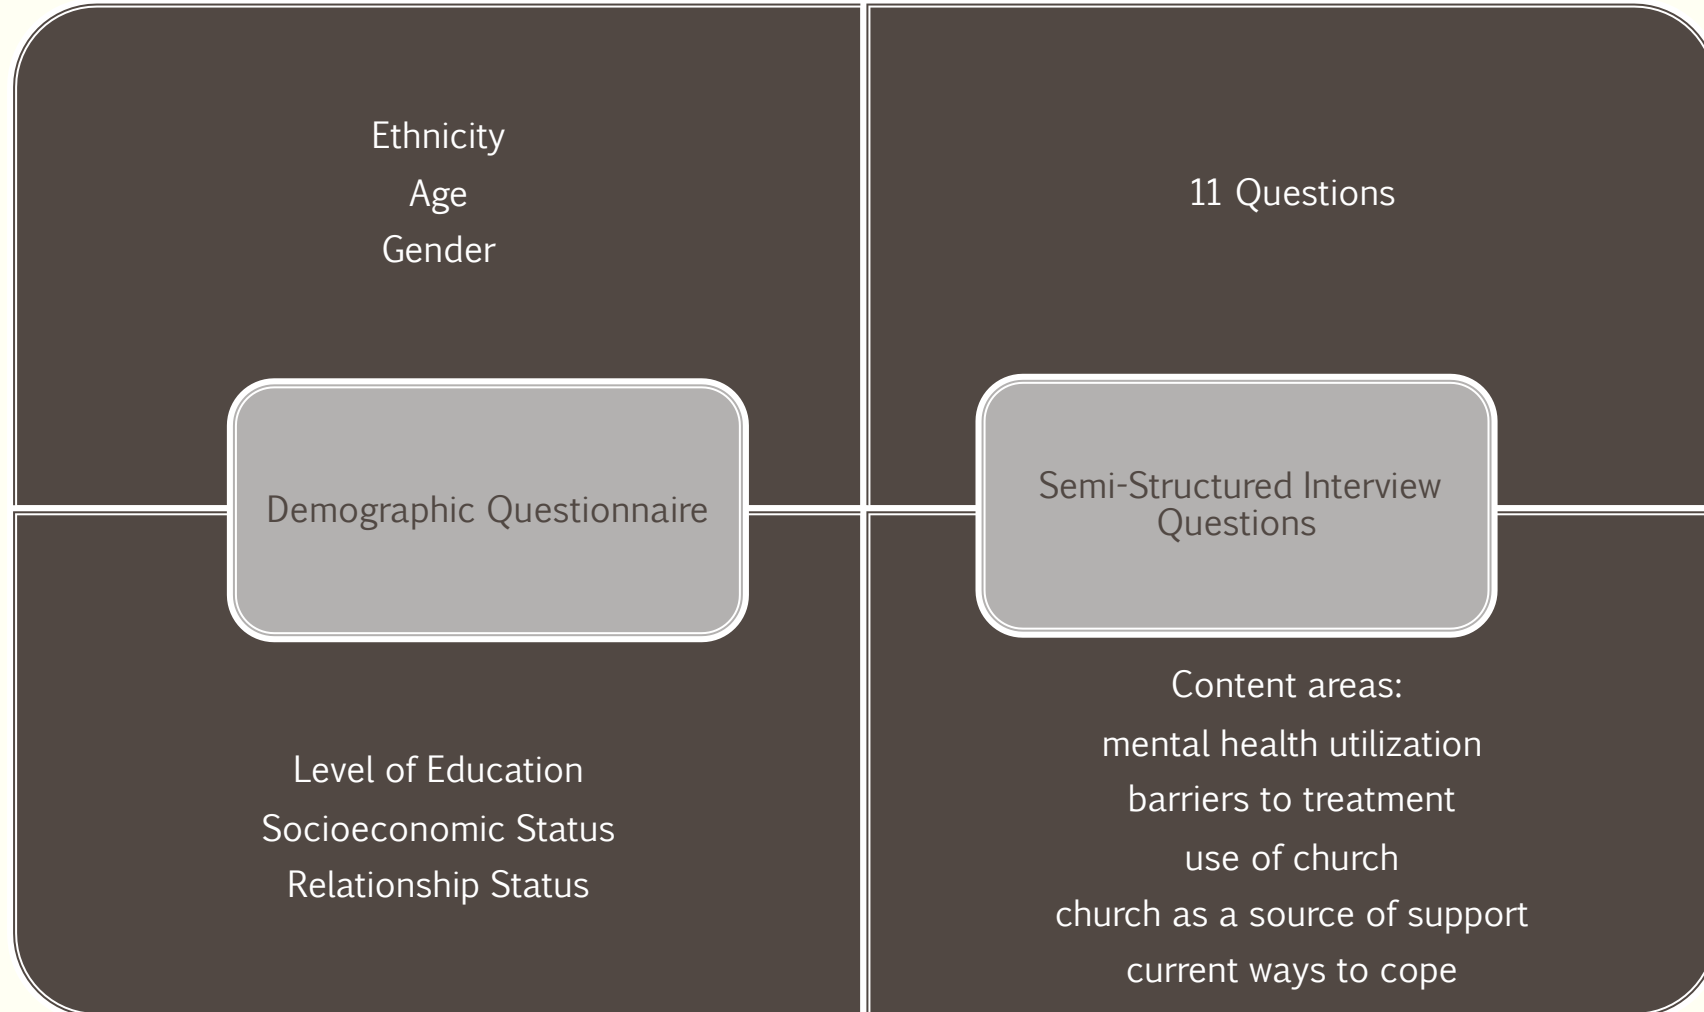 Ethnicity
Age
Gender
Demographic Questionnaire
Level of Education
Socioeconomic Status
Relationship Status
11 Questions
Semi-Structured Interview
Questions
Content areas:
mental health utilization
barriers to treatment
use of church
church as a source of support
current ways to cope